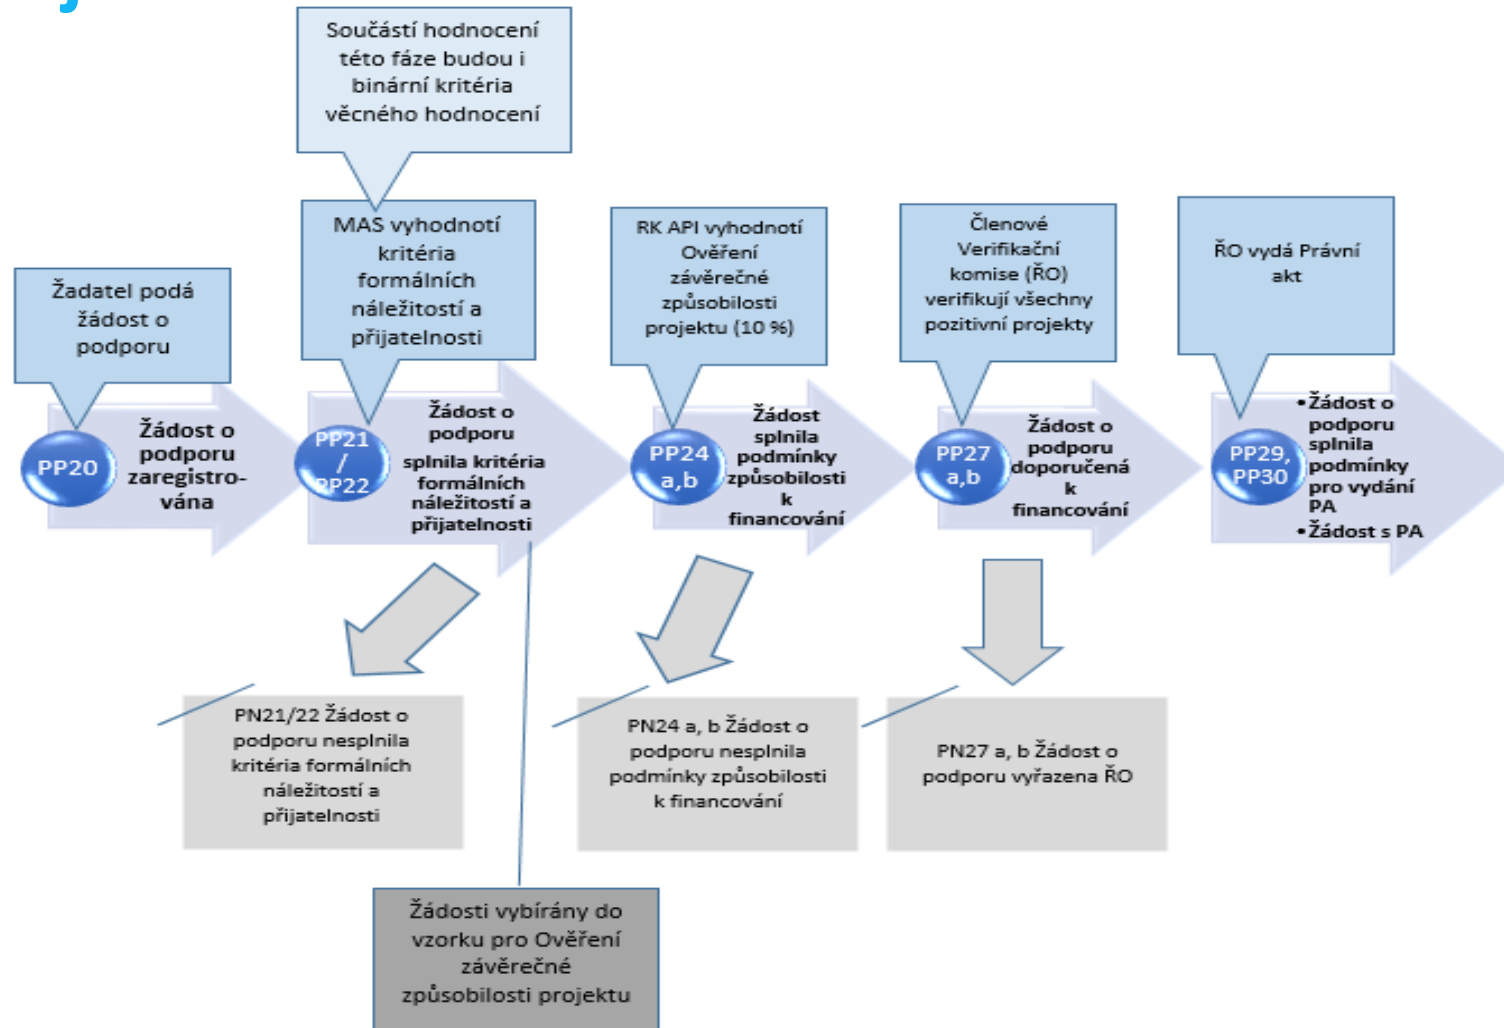 Součástí hodnocení
této fáze budou i
binární kritéria
věcného hodnocení
Žadatel podá
žádost o
podporu
MAS vyhodnotí
kritéria
formálních
náležitostí a
přijatelnosti
RK API vyhodnotí
Ověření
závěrečné
způsobilosti
projektu (10 %)
Členové
Verifikační
komise (ŘO)
verifikují všechny
pozitivní projekty
ŘO vydá Právní
akt
PP20
Žádost o
podporu
zaregistro-
vána
PP21
/
PP22
Žádost o
podporu
splnila kritéria
formálních
náležitostí a
přijatelnosti
PP24
a,b
Žádost
splnila
podmínky
způsobilosti
k
financování
PP27
a,b
Žádost o
podporu
doporučená
k
financování
PP29,
PP30
•Žádost o
podporu
splnila
podmínky
pro vydání
PA
•Žádost s PA
PN21/22 Žádost o
podporu nesplnila
kritéria formálních
náležitostí a
přijatelnosti
PN24 a, b Žádost o
podporu nesplnila
podmínky způsobilosti
k financování
PN27 a, b Žádost o
podporu vyřazena ŘO
Žádosti vybírány do
vzorku pro Ověření
závěrečné
způsobilosti projektu